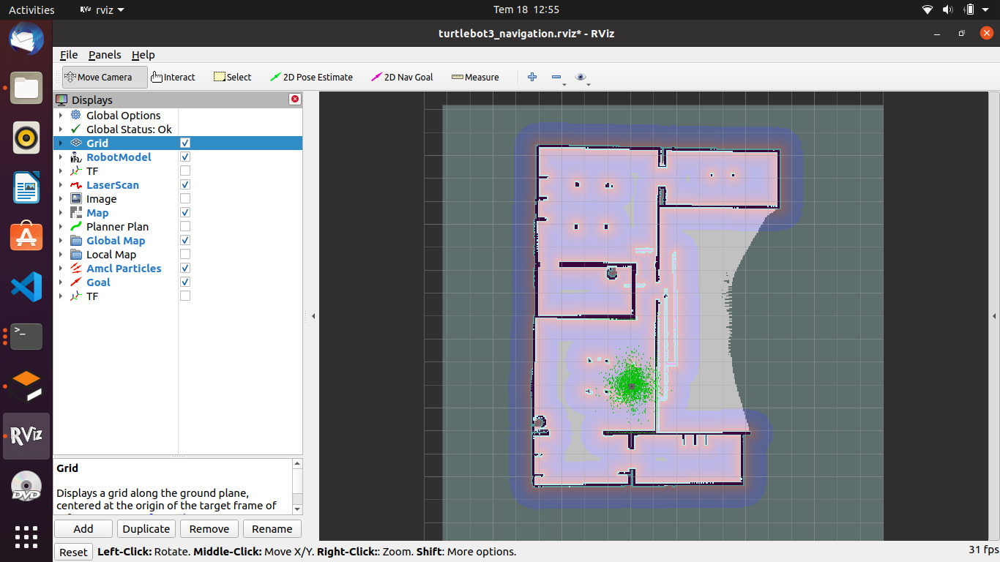 Activities RViz rviz Tem 18 12:55
turtlebot3_navigation.rviz* - RViz
File Panels Help
Move Camera Interact Select 2D Pose Estimate 2D Nav Goal Measure
Displays
Global Options
Global Status: Ok
Grid
RobotModel
TF
LaserScan
Image
Map
Planner Plan
Global Map
Local Map
Amcl Particles
Goal
TF
>_
RViz
DVD
Grid
Displays a grid along the ground plane,
centered at the origin of the target frame of
Add Duplicate Remove Rename
Reset Left-Click: Rotate. Middle-Click: Move X/Y. Right-Click:: Zoom. Shift: More options. 31 fps